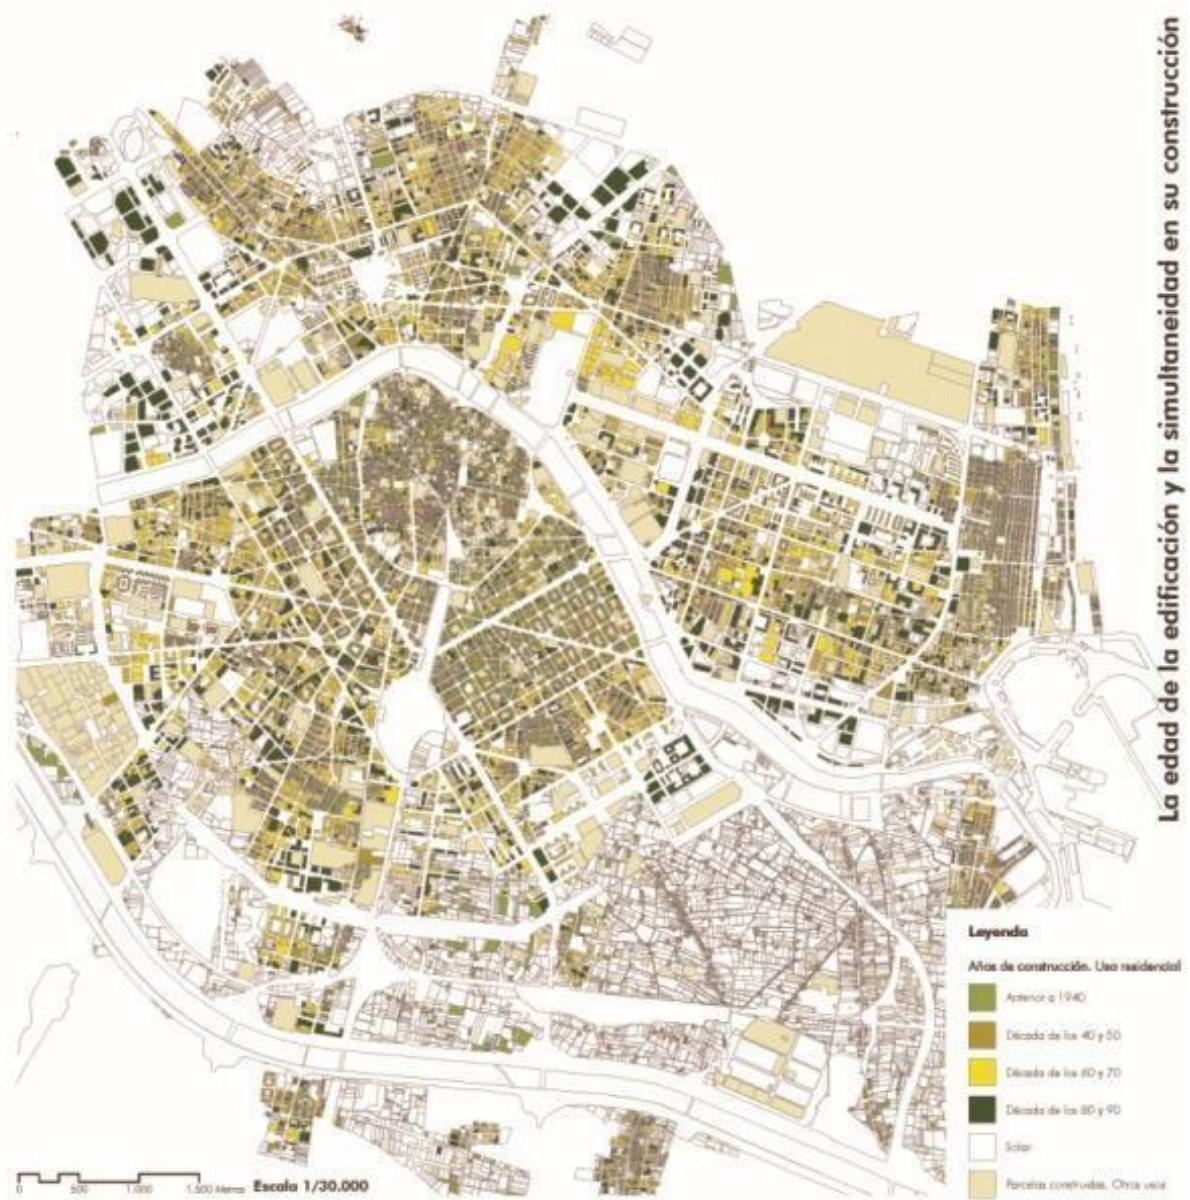 La edad de la edificación y la simultaneidad en su construcción
Leyenda
Años de construcción. Uso residencial
Anterior a 1940
Década de los 40 y 50
Década de los 60 y 70
Década de los 80 y 90
Solar
Parcelas construidas. Otros usos
0 500 1.000 1.500 Metros Escala 1/30.000